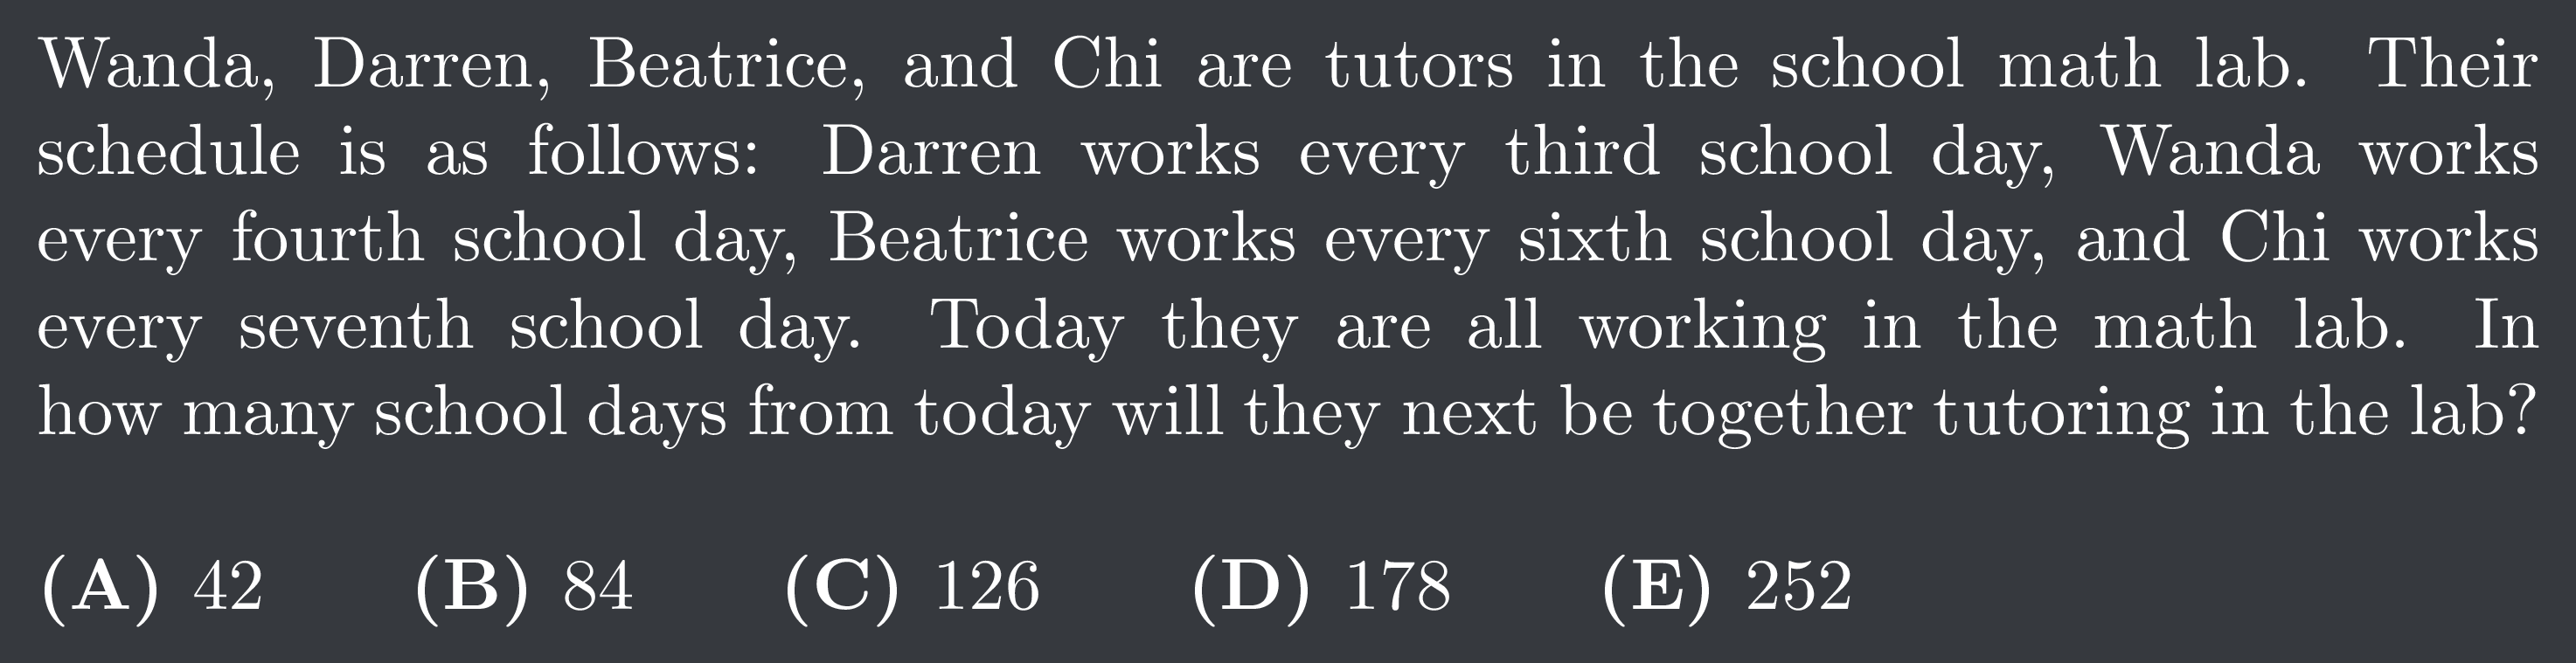 Wanda, Darren, Beatrice, and Chi are tutors in the school math lab. Their
schedule is as follows: Darren works every third school day, Wanda works
every fourth school day, Beatrice works every sixth school day, and Chi works
every seventh school day. Today they are all working in the math lab. In
how many school days from today will they next be together tutoring in the lab?
(A) 42 (B) 84 (C) 126 (D) 178 (E) 252